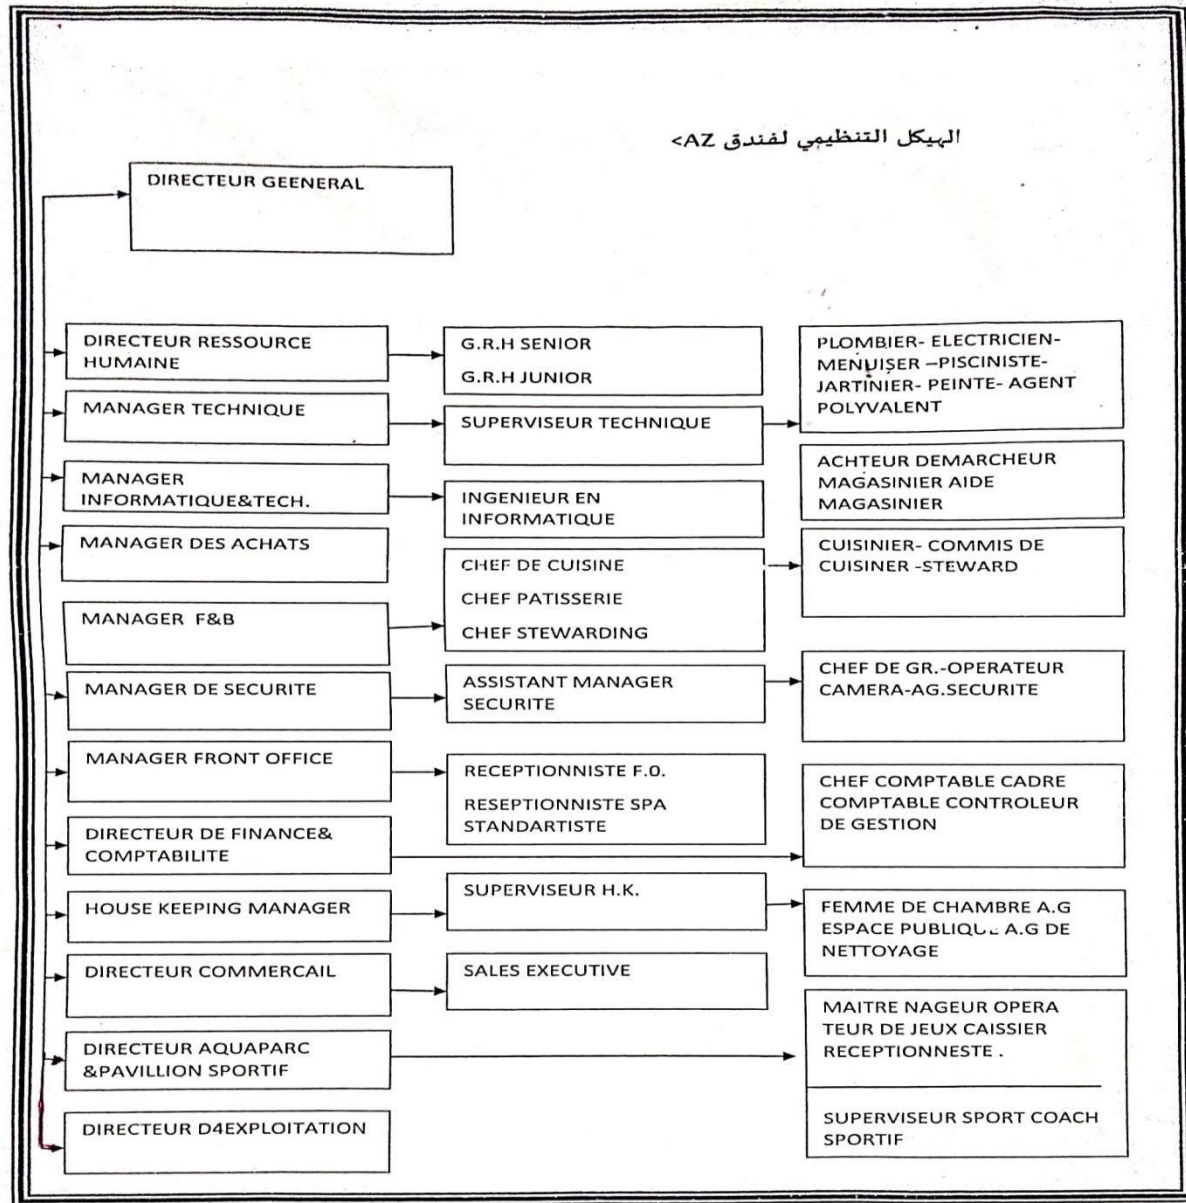 الهيكل التنظيمي لفندق AZ>
DIRECTEUR GEENERAL
DIRECTEUR RESSOURCE
HUMAINE
G.R.H SENIOR
G.R.H JUNIOR
PLOMBIER- ELECTRICIEN-
MENUISER –PISCINISTE-
JARTINIER- PEINTE- AGENT
POLYVALENT
MANAGER TECHNIQUE
SUPERVISEUR TECHNIQUE
MANAGER
INFORMATIQUE&TECH.
INGENIEUR EN
INFORMATIQUE
ACHTEUR DEMARCHEUR
MAGASINIER AIDE
MAGASINIER
MANAGER DES ACHATS
CHEF DE CUISINE
CHEF PATISSERIE
CHEF STEWARDING
CUISINIER- COMMIS DE
CUISINER -STEWARD
MANAGER F&B
MANAGER DE SECURITE
ASSISTANT MANAGER
SECURITE
CHEF DE GR.-OPERATEUR
CAMERA-AG.SECURITE
MANAGER FRONT OFFICE
RECEPTIONNISTE F.O.
RESEPTIONNISTE SPA
STANDARTISTE
CHEF COMPTABLE CADRE
COMPTABLE CONTROLEUR
DE GESTION
DIRECTEUR DE FINANCE&
COMPTABILITE
HOUSE KEEPING MANAGER
SUPERVISEUR H.K.
FEMME DE CHAMBRE A.G
ESPACE PUBLIQUE A.G DE
NETTOYAGE
DIRECTEUR COMMERCAIL
SALES EXECUTIVE
MAITRE NAGEUR OPERA
TEUR DE JEUX CAISSIER
RECEPTIONNESTE .
DIRECTEUR AQUAPARC
&PAVILLION SPORTIF
SUPERVISEUR SPORT COACH
SPORTIF
DIRECTEUR D4EXPLOITATION